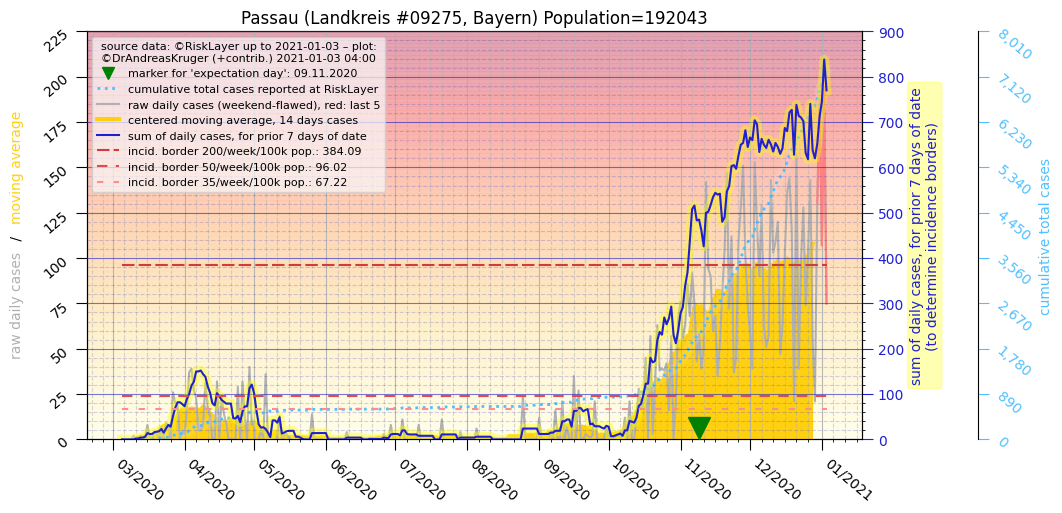 Passau (Landkreis #09275, Bayern) Population=192043
source data: ©RiskLayer up to 2021-01-03 – plot:
©DrAndreasKruger (+contrib.) 2021-01-03 04:00
marker for 'expectation day': 09.11.2020
cumulative total cases reported at RiskLayer
raw daily cases (weekend-flawed), red: last 5
centered moving average, 14 days cases
sum of daily cases, for prior 7 days of date
incid. border 200/week/100k pop.: 384.09
incid. border 50/week/100k pop.: 96.02
incid. border 35/week/100k pop.: 67.22
raw daily cases / moving average
225
200
175
150
125
100
75
50
25
0
03/2020
04/2020
05/2020
06/2020
07/2020
08/2020
09/2020
10/2020
11/2020
12/2020
01/2021
900
800
700
600
500
400
300
200
100
0
sum of daily cases, for prior 7 days of date
(to determine incidence borders)
8,010
7,120
6,230
5,340
4,450
3,560
2,670
1,780
890
0
cumulative total cases